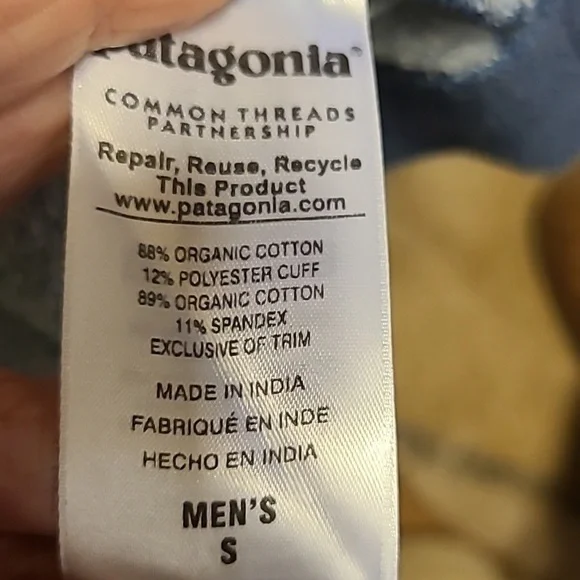 patagonia®
COMMON THREADS
PARTNERSHIP
Repair, Reuse, Recycle
This Product
www.patagonia.com
88% ORGANIC COTTON
12% POLYESTER CUFF
89% ORGANIC COTTON
11% SPANDEX
EXCLUSIVE OF TRIM
MADE IN INDIA
FABRIQUÉ EN INDE
HECHO EN INDIA
MEN'S
S